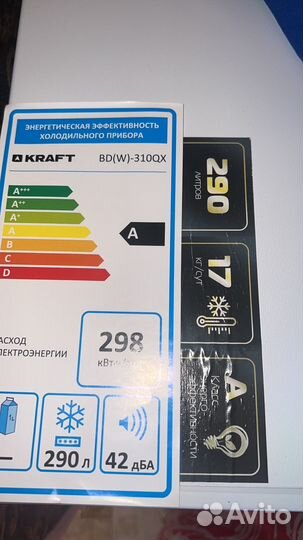 ЭНЕРГЕТИЧЕСКАЯ ЭФФЕКТИВНОСТЬ
ХОЛОДИЛЬНОГО ПРИБОРА
KRAFT
BD(W)-310QX
A+++
A++
A+
A
B
C
D
A
АСХОД
ЛЕКТРОЭНЕРГИИ
298
290 л
42 дБА
290
ЛИТРОВ
17
КГ/СУТ
A
Класс
эффективности
Avito